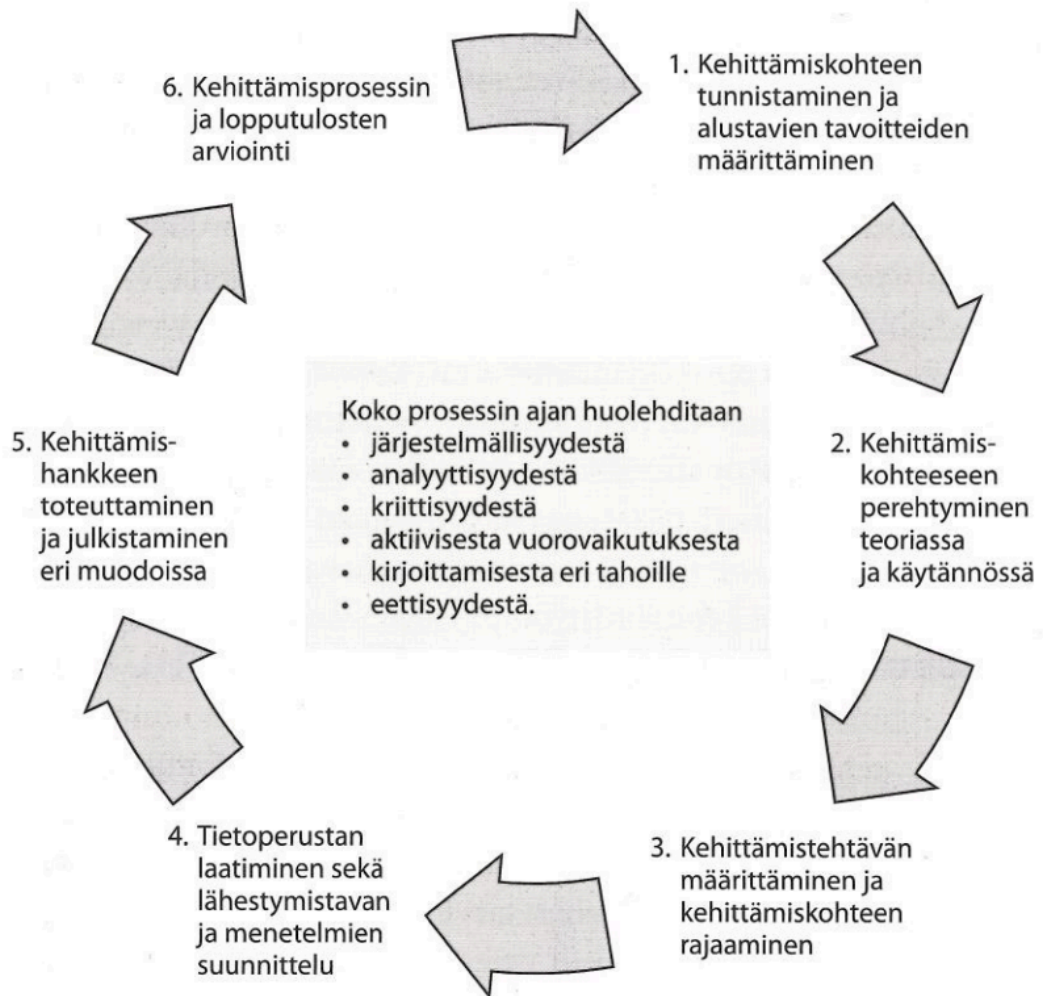 1. Kehittämiskohteen
tunnistaminen ja
alustavien tavoitteiden
määrittäminen
2. Kehittämis-
kohteeseen
perehtyminen
teoriassa
ja käytännössä
3. Kehittämistehtävän
määrittäminen ja
kehittämiskohteen
rajaaminen
4. Tietoperustan
laatiminen sekä
lähestymistavan
ja menetelmien
suunnittelu
5. Kehittämis-
hankkeen
toteuttaminen
ja julkistaminen
eri muodoissa
6. Kehittämisprosessin
ja lopputulosten
arviointi
Koko prosessin ajan huolehditaan
• järjestelmällisyydestä
• analyyttisyydestä
• kriittisyydestä
• aktiivisesta vuorovaikutuksesta
• kirjoittamisesta eri tahoille
• eettisyydestä.